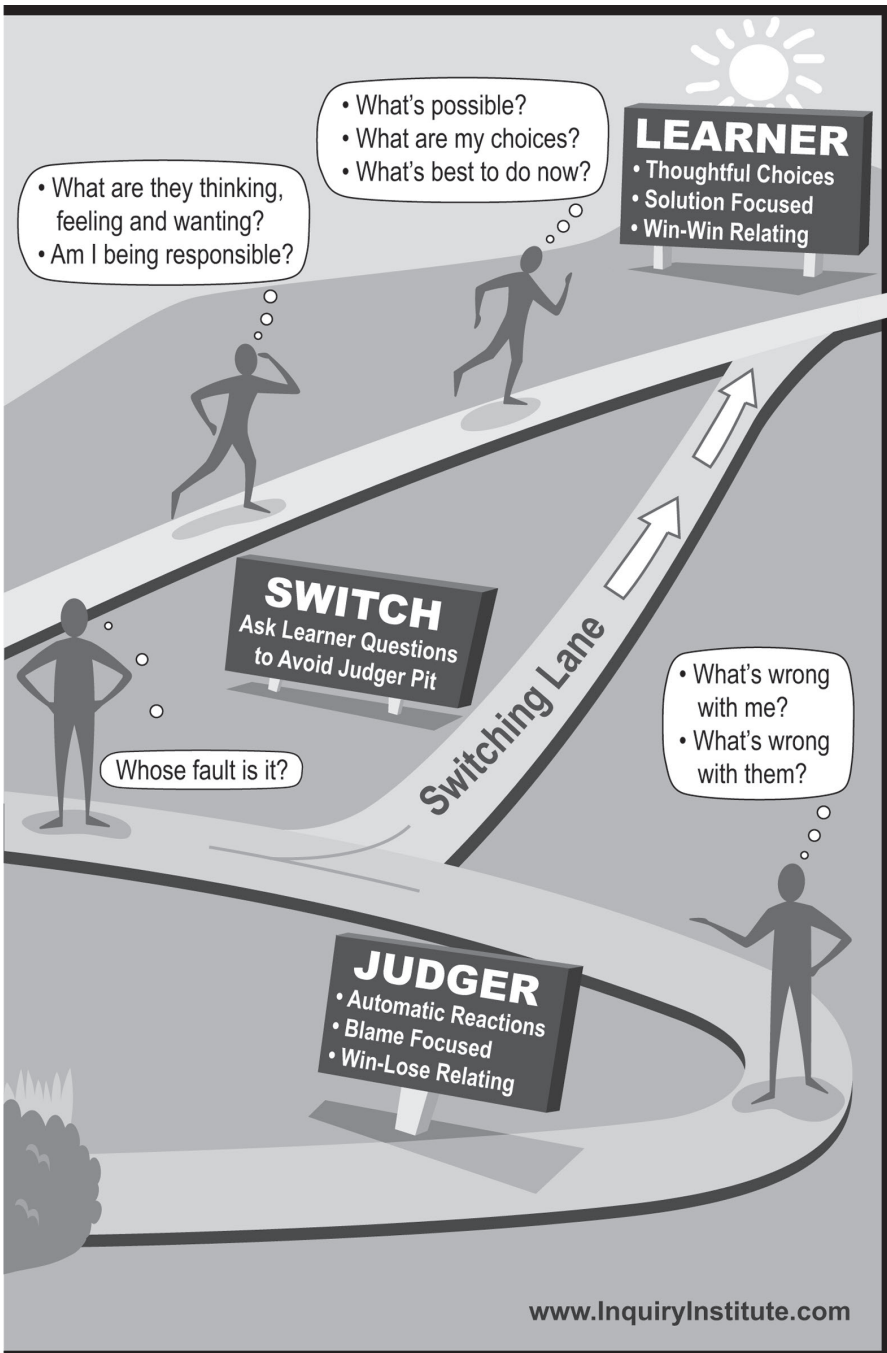 • What's possible?
• What are my choices?
• What's best to do now?
LEARNER
• Thoughtful Choices
• Solution Focused
• Win-Win Relating
• What are they thinking,
feeling and wanting?
• Am I being responsible?
SWITCH
Ask Learner Questions
to Avoid Judger Pit
Switching Lane
• What's wrong
with me?
• What's wrong
with them?
Whose fault is it?
JUDGER
• Automatic Reactions
• Blame Focused
• Win-Lose Relating
www.InquiryInstitute.com